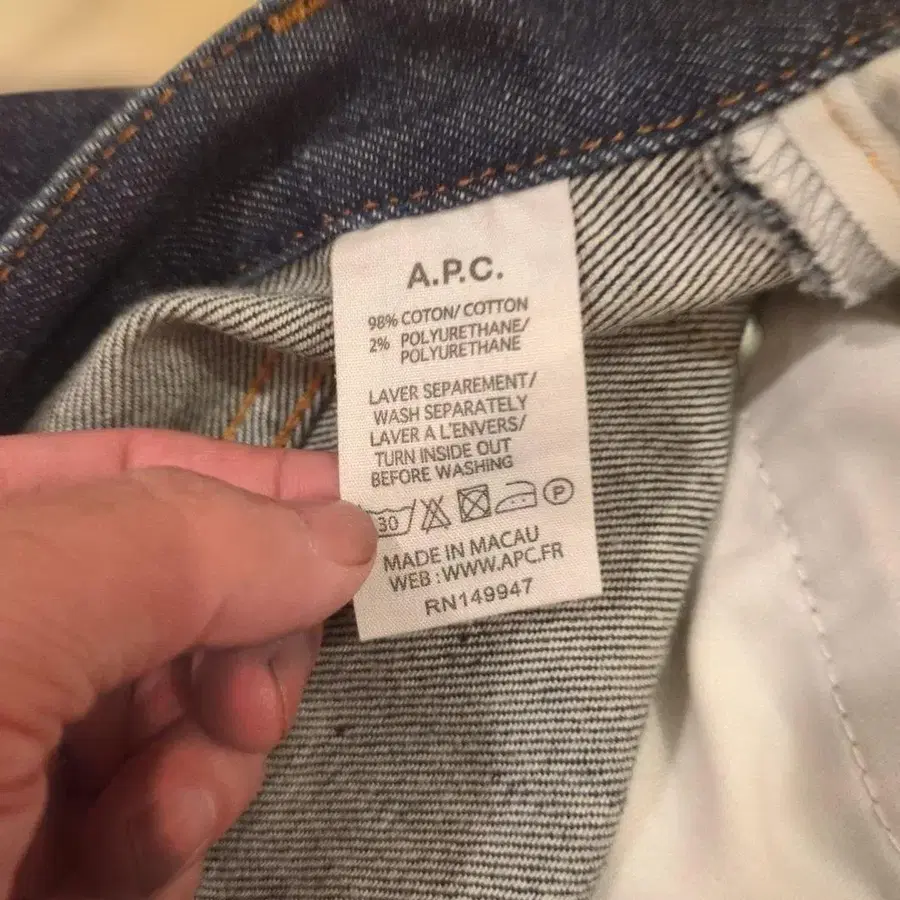 A.P.C.
98% COTON/ COTTON
2% POLYURETHANE/
POLYURETHANE
LAVER SEPAREMENT/
WASH SEPARATELY
LAVER A L'ENVERS/
TURN INSIDE OUT
BEFORE WASHING
30 P
MADE IN MACAU
WEB : WWW.APC.FR
RN149947